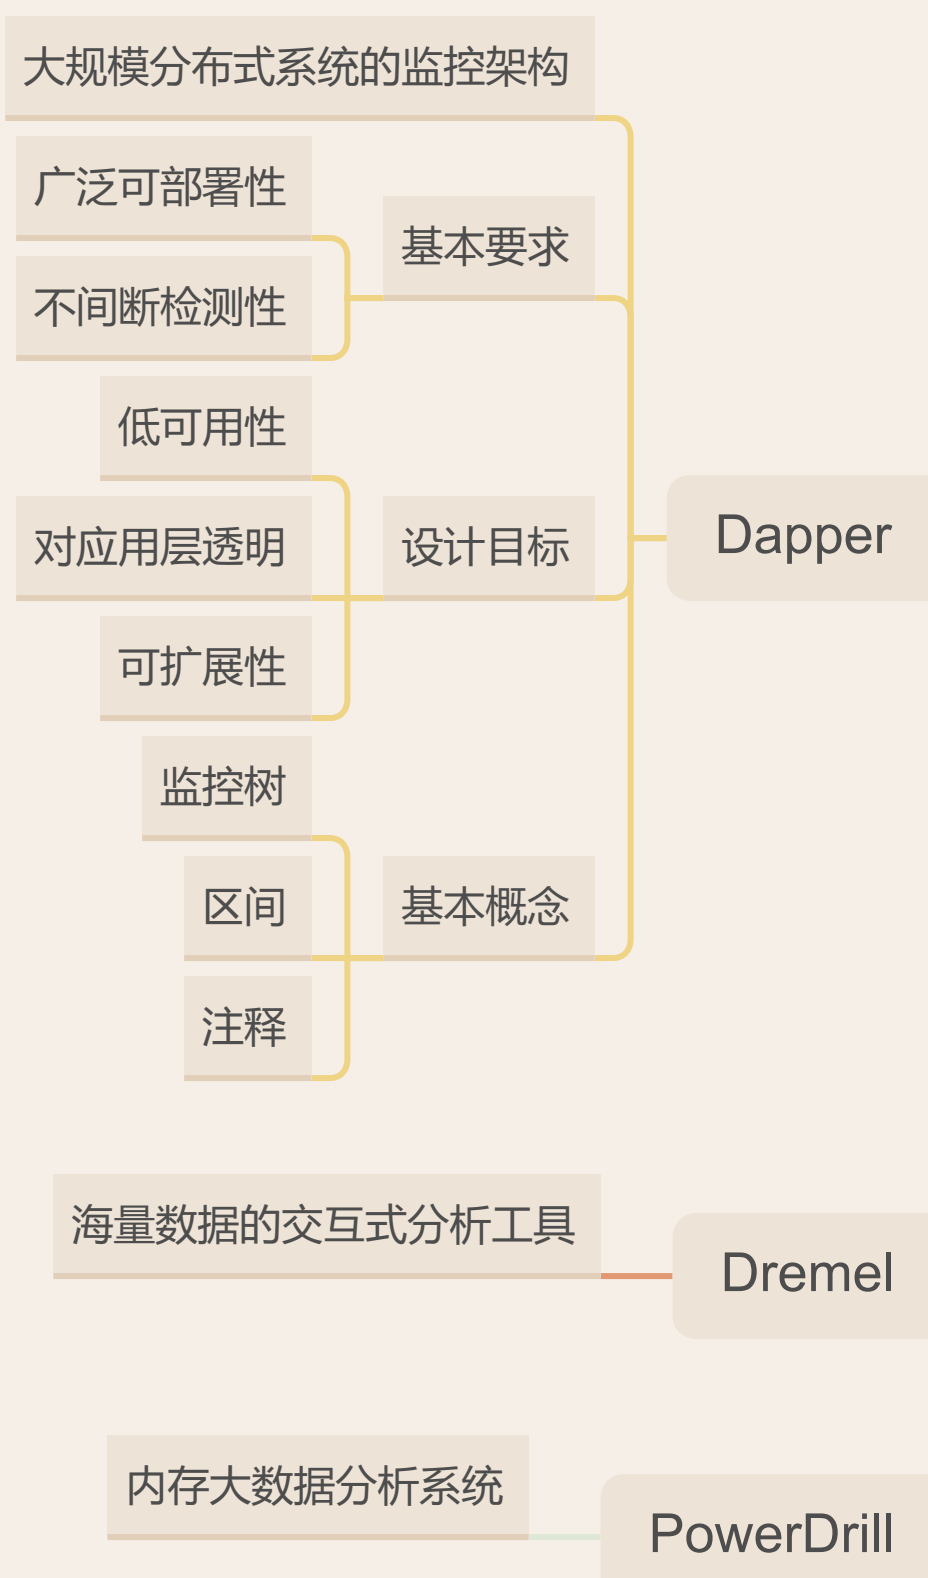 大规模分布式系统的监控架构
广泛可部署性
基本要求
不间断检测性
低可用性
对应用层透明
设计目标
Dapper
可扩展性
监控树
区间
基本概念
注释
海量数据的交互式分析工具
Dremel
内存大数据分析系统
PowerDrill